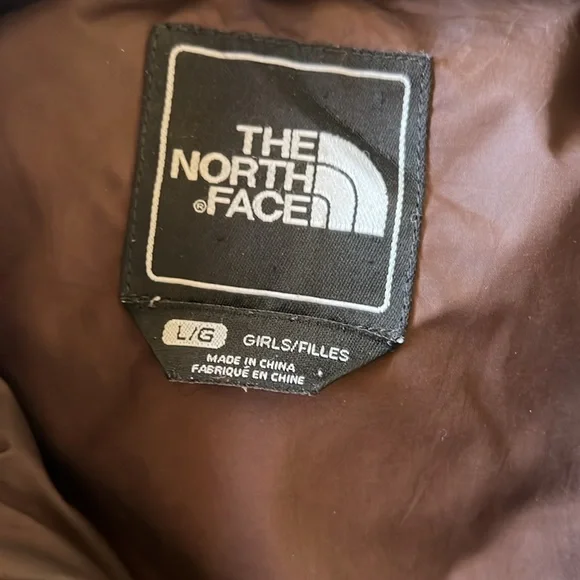 THE
NORTH
® FACE
L/G GIRLS/FILLES
MADE IN CHINA
FABRIQUÉ EN CHINE